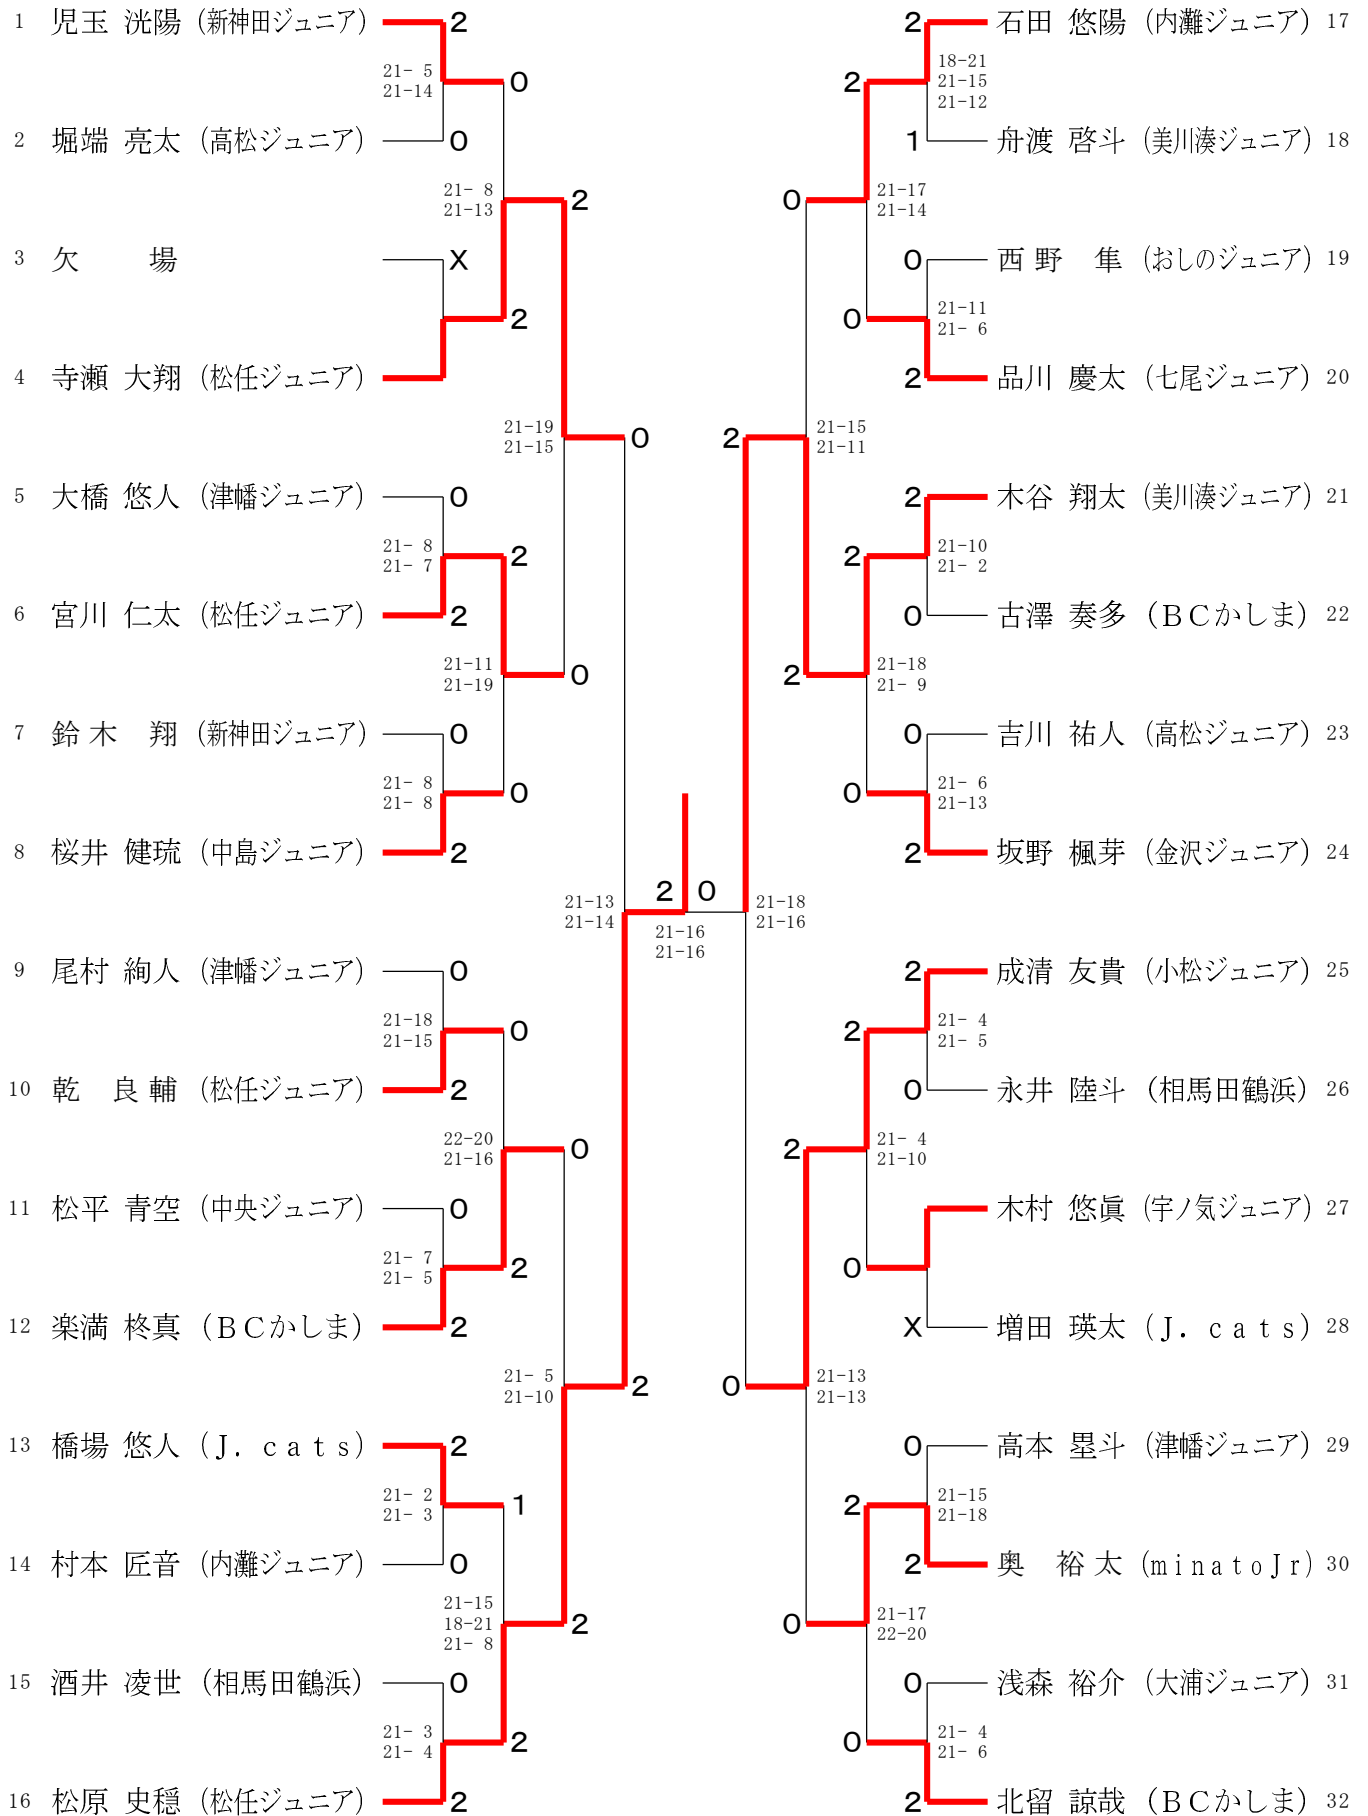 1 児玉 洸陽 (新神田ジュニア) 2
21- 5
21-14
0
2 堀端 亮太 (高松ジュニア) 0
21- 8
21-13
2
3 欠　場 X
2
4 寺瀬 大翔 (松任ジュニア)
21-19
21-15
0
5 大橋 悠人 (津幡ジュニア) 0
21- 8
21- 7
2
6 宮川 仁太 (松任ジュニア) 2
21-11
21-19
0
7 鈴木　翔 (新神田ジュニア) 0
21- 8
21- 8
0
8 桜井 健琉 (中島ジュニア) 2
21-13
21-14
9 尾村 絢人 (津幡ジュニア) 0
21-18
21-15
0
10 乾　良輔 (松任ジュニア) 2
22-20
21-16
0
11 松平 青空 (中央ジュニア) 0
21- 7
21- 5
2
12 楽満 柊真 (ＢＣかしま) 2
21- 5
21-10
2
13 橋場 悠人 (Ｊ．ｃａｔｓ) 2
21- 2
21- 3
1
14 村本 匠音 (内灘ジュニア) 0
21-15
18-21
21- 8
2
15 酒井 凌世 (相馬田鶴浜) 0
21- 3
21- 4
2
16 松原 史穏 (松任ジュニア) 2
2 0
21-16
21-16
2 石田 悠陽 (内灘ジュニア) 17
2
18-21
21-15
21-12
1 舟渡 啓斗 (美川湊ジュニア) 18
0
21-17
21-14
0 西野　隼 (おしのジュニア) 19
0
21-11
21- 6
2 品川 慶太 (七尾ジュニア) 20
2
21-15
21-11
2 木谷 翔太 (美川湊ジュニア) 21
2
21-10
21- 2
0 古澤 奏多 (ＢＣかしま) 22
2
21-18
21- 9
0 吉川 祐人 (高松ジュニア) 23
0
21- 6
21-13
2 坂野 楓芽 (金沢ジュニア) 24
21-18
21-16
2 成清 友貴 (小松ジュニア) 25
2
21- 4
21- 5
0 永井 陸斗 (相馬田鶴浜) 26
2
21- 4
21-10
木村 悠眞 (宇ノ気ジュニア) 27
0
X 増田 瑛太 (Ｊ．ｃａｔｓ) 28
0
21-13
21-13
0 高本 塁斗 (津幡ジュニア) 29
2
21-15
21-18
2 奥　裕太 (minatoJr) 30
0
21-17
22-20
0 浅森 裕介 (大浦ジュニア) 31
0
21- 4
21- 6
2 北留 諒哉 (ＢＣかしま) 32